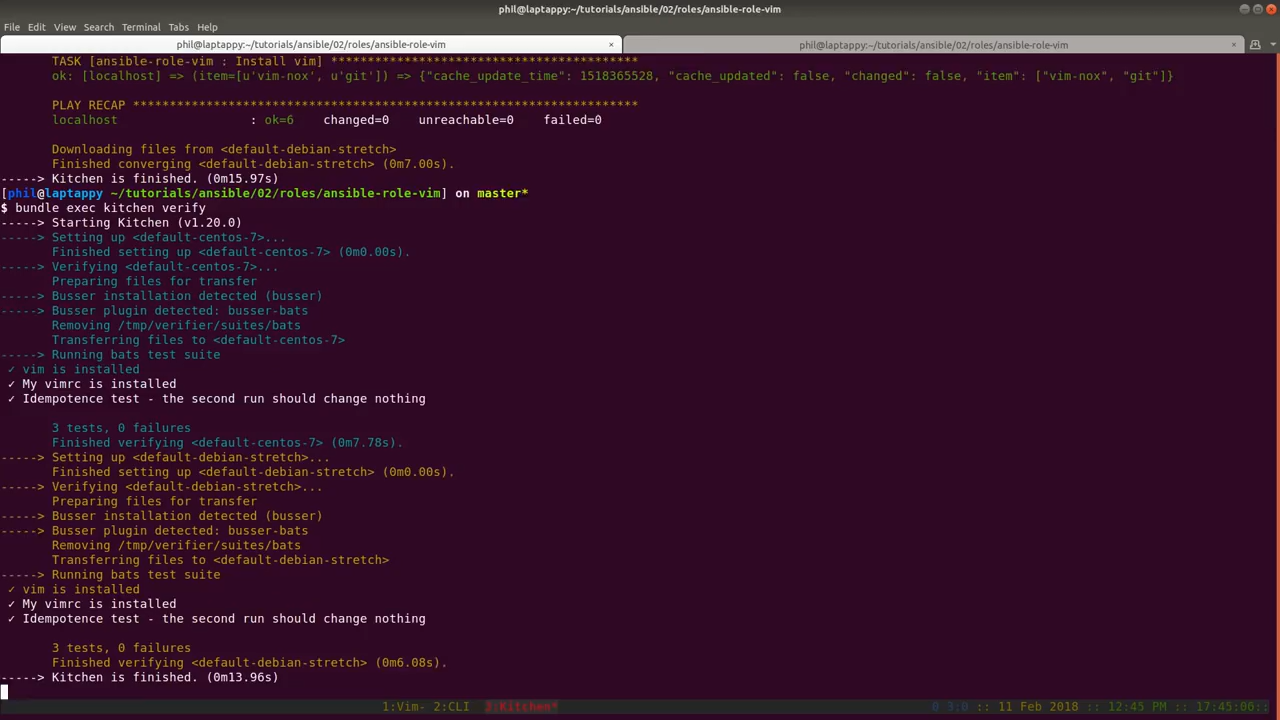 phil@laptappy:~/tutorials/ansible/02/roles/ansible-role-vim
File Edit View Search Terminal Tabs Help
phil@laptappy:~/tutorials/ansible/02/roles/ansible-role-vim × phil@laptappy:~/tutorials/ansible/02/roles/ansible-role-vim ×
TASK [ansible-role-vim : Install vim] ******************************************
ok: [localhost] => (item=[u'vim-nox', u'git']) => {"cache_update_time": 1518365528, "cache_updated": false, "changed": false, "item": ["vim-nox", "git"]}
PLAY RECAP *********************************************************************
localhost : ok=6 changed=0 unreachable=0 failed=0
Downloading files from <default-debian-stretch>
Finished converging <default-debian-stretch> (0m7.00s).
-----> Kitchen is finished. (0m15.97s)
[phil@laptappy ~/tutorials/ansible/02/roles/ansible-role-vim] on master*
$ bundle exec kitchen verify
-----> Starting Kitchen (v1.20.0)
-----> Setting up <default-centos-7>...
Finished setting up <default-centos-7> (0m0.00s).
-----> Verifying <default-centos-7>...
Preparing files for transfer
-----> Busser installation detected (busser)
-----> Busser plugin detected: busser-bats
Removing /tmp/verifier/suites/bats
Transferring files to <default-centos-7>
-----> Running bats test suite
✓ vim is installed
✓ My vimrc is installed
✓ Idempotence test - the second run should change nothing
3 tests, 0 failures
Finished verifying <default-centos-7> (0m7.78s).
-----> Setting up <default-debian-stretch>...
Finished setting up <default-debian-stretch> (0m0.00s).
-----> Verifying <default-debian-stretch>...
Preparing files for transfer
-----> Busser installation detected (busser)
-----> Busser plugin detected: busser-bats
Removing /tmp/verifier/suites/bats
Transferring files to <default-debian-stretch>
-----> Running bats test suite
✓ vim is installed
✓ My vimrc is installed
✓ Idempotence test - the second run should change nothing
3 tests, 0 failures
Finished verifying <default-debian-stretch> (0m6.08s).
-----> Kitchen is finished. (0m13.96s)
1:Vim- 2:CLI 3:Kitchen* 0 3:0 :: 11 Feb 2018 :: 12:45 PM :: 17:45:06::